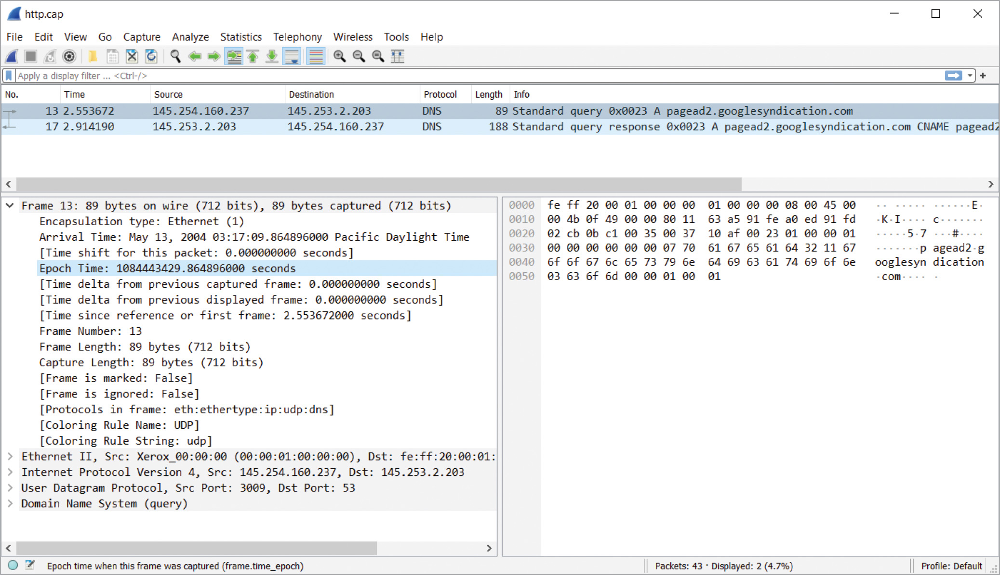 http.cap
File Edit View Go Capture Analyze Statistics Telephony Wireless Tools Help
Apply a display filter ... <Ctrl-/>
No. Time Source Destination Protocol Length Info
13 2.553672 145.254.160.237 145.253.2.203 DNS 89 Standard query 0x0023 A pagead2.googlesyndication.com
17 2.914190 145.253.2.203 145.254.160.237 DNS 188 Standard query response 0x0023 A pagead2.googlesyndication.com CNAME pagead2
Frame 13: 89 bytes on wire (712 bits), 89 bytes captured (712 bits)
Encapsulation type: Ethernet (1)
Arrival Time: May 13, 2004 03:17:09.864896000 Pacific Daylight Time
[Time shift for this packet: 0.000000000 seconds]
Epoch Time: 1084443429.864896000 seconds
[Time delta from previous captured frame: 0.000000000 seconds]
[Time delta from previous displayed frame: 0.000000000 seconds]
[Time since reference or first frame: 2.553672000 seconds]
Frame Number: 13
Frame Length: 89 bytes (712 bits)
Capture Length: 89 bytes (712 bits)
[Frame is marked: False]
[Frame is ignored: False]
[Protocols in frame: eth:ethertype:ip:udp:dns]
[Coloring Rule Name: UDP]
[Coloring Rule String: udp]
Ethernet II, Src: Xerox_00:00:00 (00:00:01:00:00:00), Dst: fe:ff:20:00:01:
Internet Protocol Version 4, Src: 145.254.160.237, Dst: 145.253.2.203
User Datagram Protocol, Src Port: 3009, Dst Port: 53
Domain Name System (query)
0000 fe ff 20 00 01 00 00 00 01 00 00 00 08 00 45 00 ·· ····· ······E·
0010 00 4b 0f 49 00 00 80 11 63 a5 91 fe a0 ed 91 fd ·K·I···· c·······
0020 02 cb 0b c1 00 35 00 37 10 af 00 23 01 00 00 01 ·····5·7 ···#····
0030 00 00 00 00 00 00 07 70 61 67 65 61 64 32 11 67 ·······p agead2·g
0040 6f 6f 67 6c 65 73 79 6e 64 69 63 61 74 69 6f 6e ooglesyn dication
0050 03 63 6f 6d 00 00 01 00 01 ·com···· ·
Epoch time when this frame was captured (frame.time_epoch)
Packets: 43 · Displayed: 2 (4.7%)
Profile: Default